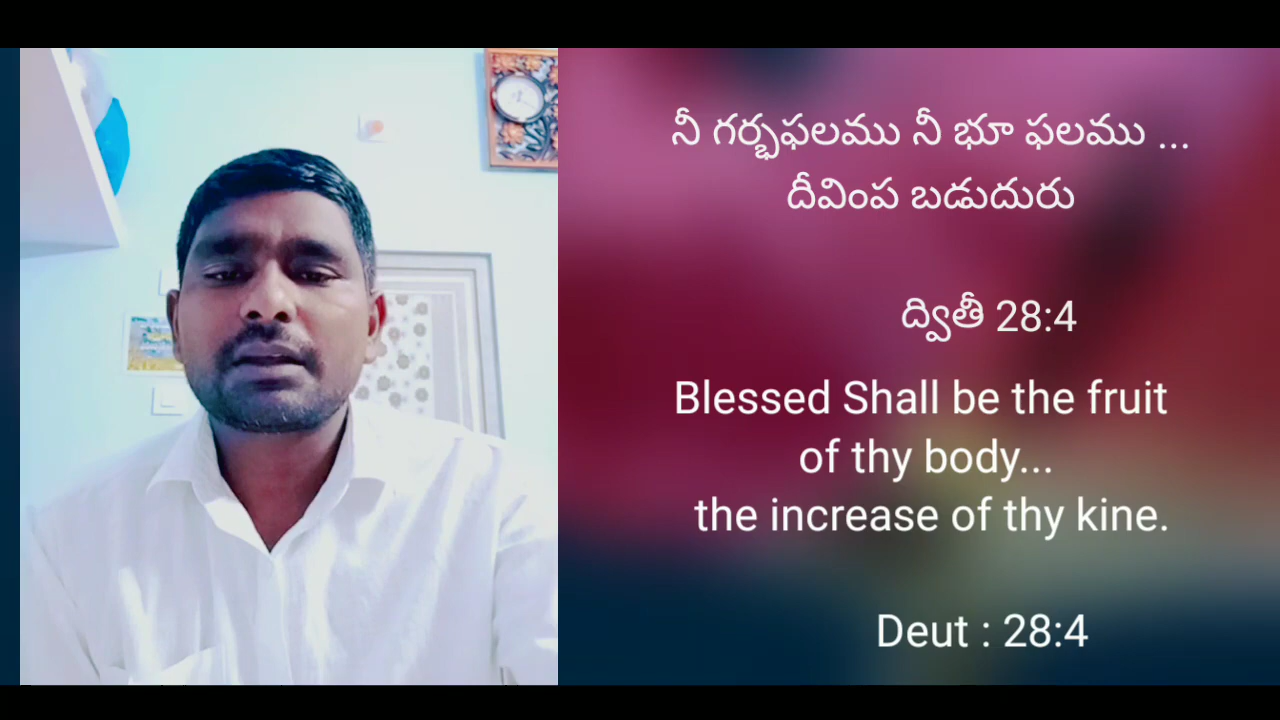 నీ గర్భఫలము నీ భూ ఫలము ...
దీవింప బడుదురు
ద్వితీ 28:4
Blessed Shall be the fruit
of thy body...
the increase of thy kine.
Deut : 28:4